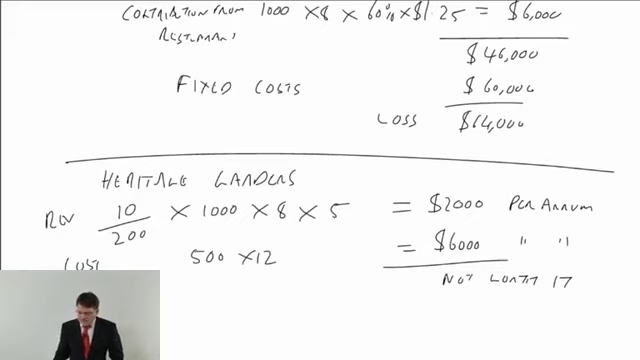 CONTRIBUTION FROM 1000 × 8 × 60% × $1.25 = $6,000
RESTAURANT
$46,000
FIXED COSTS $60,000
LOSS $14,000
HERITAGE GARDENS
REV 10/200 × 1000 × 8 × 5 = $2000 PER ANNUM
COST 500 × 12 = $6000 " "
NOT WORTH IT